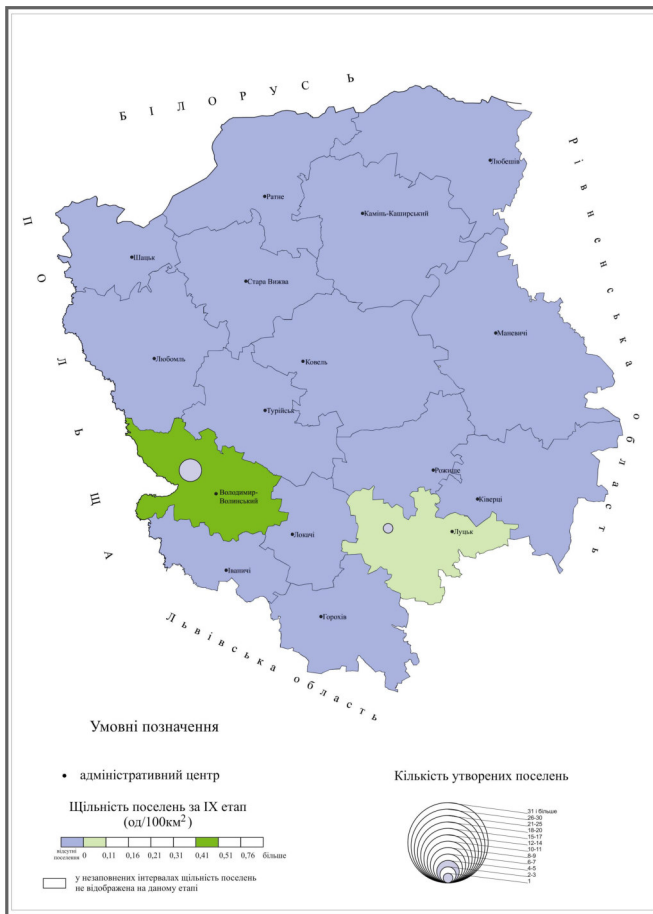 Б І Л О Р У С Ь
П О Л Ь Щ А
Р і в н е н с ь к а о б л а с т ь
Любешів
Ратне
Камінь-Каширський
Шацьк
Стара Вижва
Маневичі
Любомль
Ковель
Турійськ
Рожище
Володимир-
Волинський
Ківерці
Локачі
Луцьк
Іваничі
Горохів
Л ь в і в с ь к а о б л а с т ь
Умовні позначення
• адміністративний центр
Щільність поселень за IX етап
(од/100км²)
відсутні
поселення
0 0,11 0,16 0,21 0,31 0,41 0,51 0,76 більше
у незаповнених інтервалах щільність поселень
не відображена на даному етапі
Кількість утворених поселень
31 і більше
26-30
21-25
18-20
15-17
12-14
10-11
8-9
6-7
4-5
2-3
1